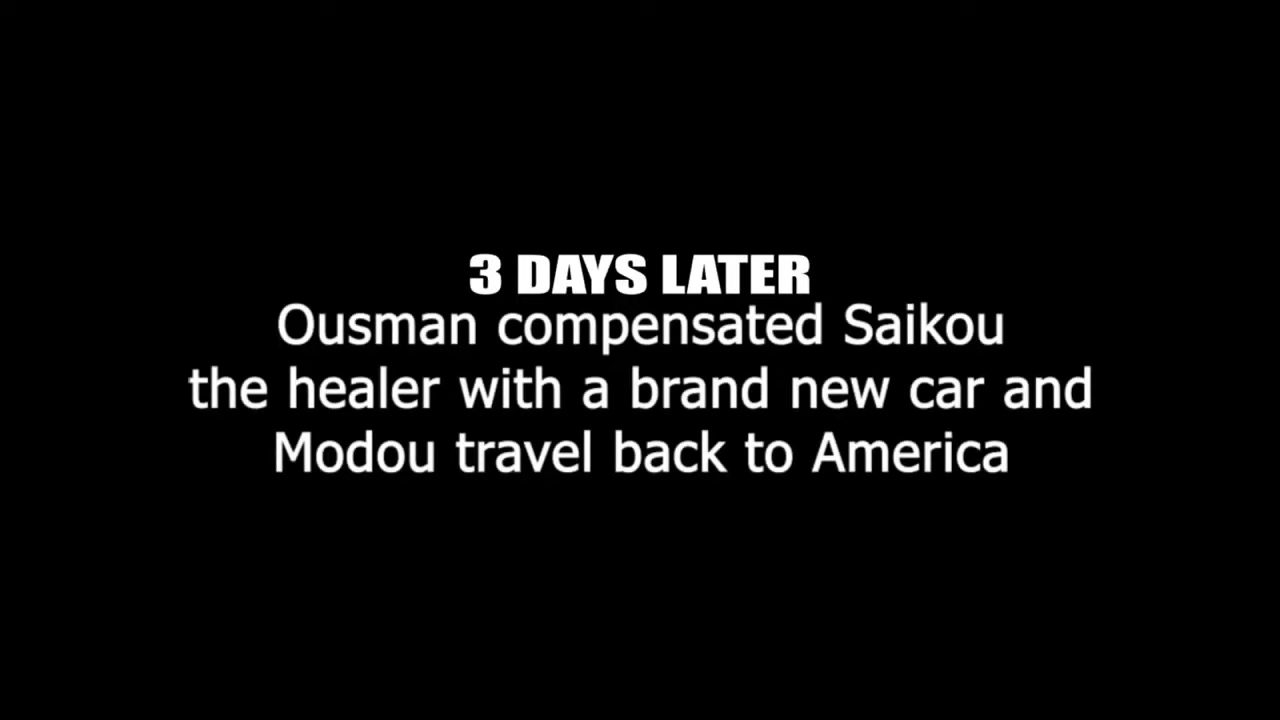 3 DAYS LATER
Ousman compensated Saikou
the healer with a brand new car and
Modou travel back to America